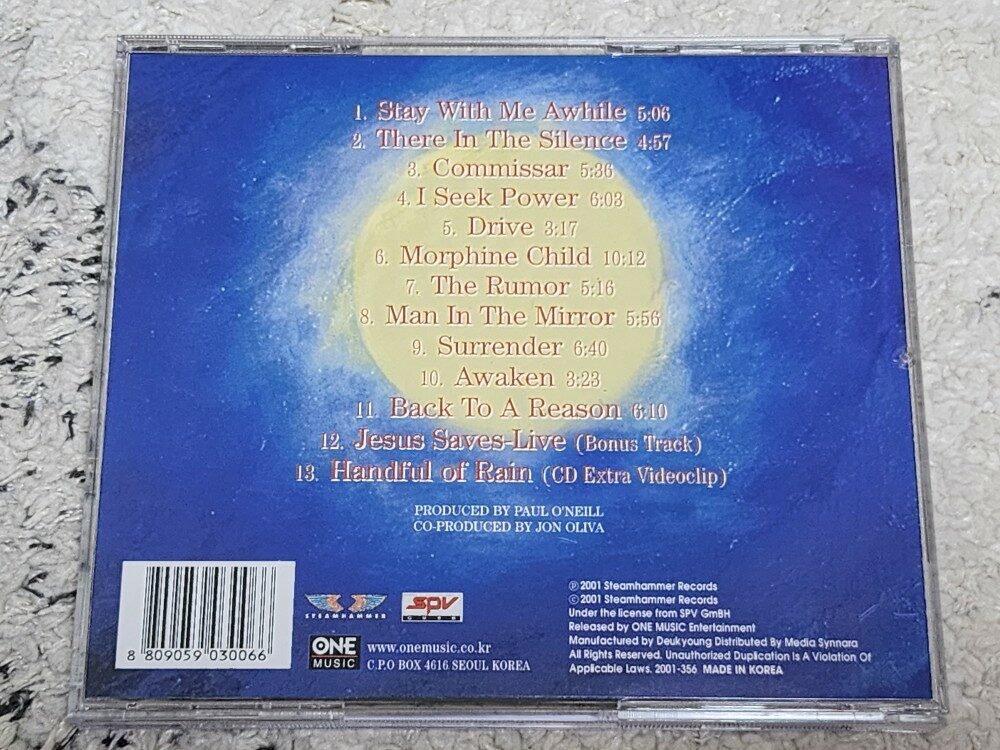 1. Stay With Me Awhile 5:06
2. There In The Silence 4:57
3. Commissar 5:36
4. I Seek Power 6:03
5. Drive 3:17
6. Morphine Child 10:12
7. The Rumor 5:16
8. Man In The Mirror 5:56
9. Surrender 6:40
10. Awaken 3:23
11. Back To A Reason 6:10
12. Jesus Saves-Live (Bonus Track)
13. Handful of Rain (CD Extra Videoclip)
PRODUCED BY PAUL O'NEILL
CO-PRODUCED BY JON OLIVA
8 809059 030066
STEAMHAMMER
SPV
ONE
MUSIC
www.onemusic.co.kr
C.P.O BOX 4616 SEOUL KOREA
℗ 2001 Steamhammer Records
© 2001 Steamhammer Records
Under the license from SPV GmBH
Released by ONE MUSIC Entertainment
Manufactured by Deukyoung Distributed By Media Synnara
All Rights Reserved. Unauthorized Duplication Is A Violation Of
Applicable Laws. 2001-356 MADE IN KOREA